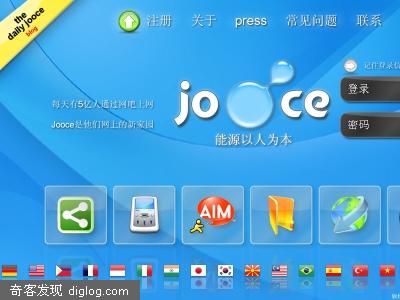 the
daily jooce
blog
注册 关于 press 常见问题 联系
记住登录信
每天有5亿人通过网吧上网
Jooce是他们网上的新家园
jooce
能源以人为本
登录
密码
AIM
奇客发现 diglog.com